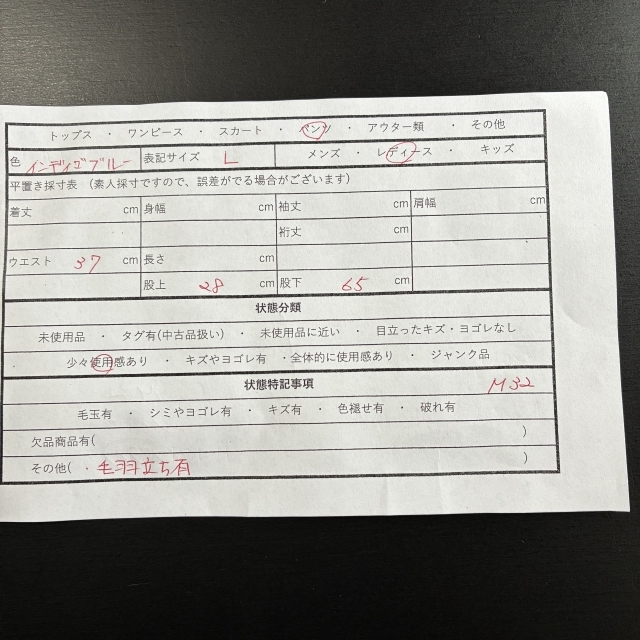 トップス ・ ワンピース ・ スカート ・ パンツ ・ アウター類 ・ その他
色 インディゴブルー 表記サイズ L メンズ ・ レディース ・ キッズ
平置き採寸表 (素人採寸ですので、誤差がでる場合がございます)
着丈 cm 身幅 cm 袖丈 cm 肩幅 cm
裄丈 cm
ウエスト 37 cm 長さ cm
股上 28 cm 股下 65 cm
状態分類
未使用品 ・ タグ有(中古品扱い) ・ 未使用品に近い ・ 目立ったキズ・ヨゴレなし
少々使用感あり ・ キズやヨゴレ有 ・全体的に使用感あり ・ ジャンク品
状態特記事項 M32
毛玉有 ・ シミやヨゴレ有 ・ キズ有 ・ 色褪せ有 ・ 破れ有
欠品商品有( )
その他( ・ 毛羽立ち有 )